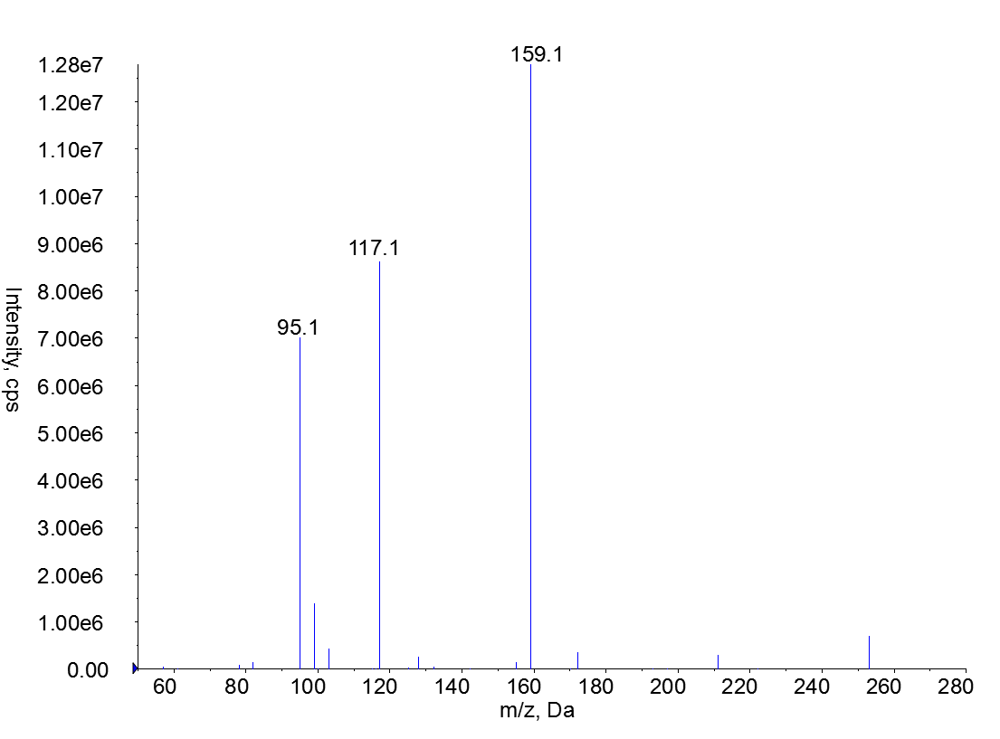 159.1
1.28e7
1.20e7
1.10e7
1.00e7
9.00e6
117.1
8.00e6
95.1
7.00e6
6.00e6
5.00e6
4.00e6
3.00e6
2.00e6
1.00e6
0.00
Intensity, cps
60 80 100 120 140 160 180 200 220 240 260 280
m/z, Da